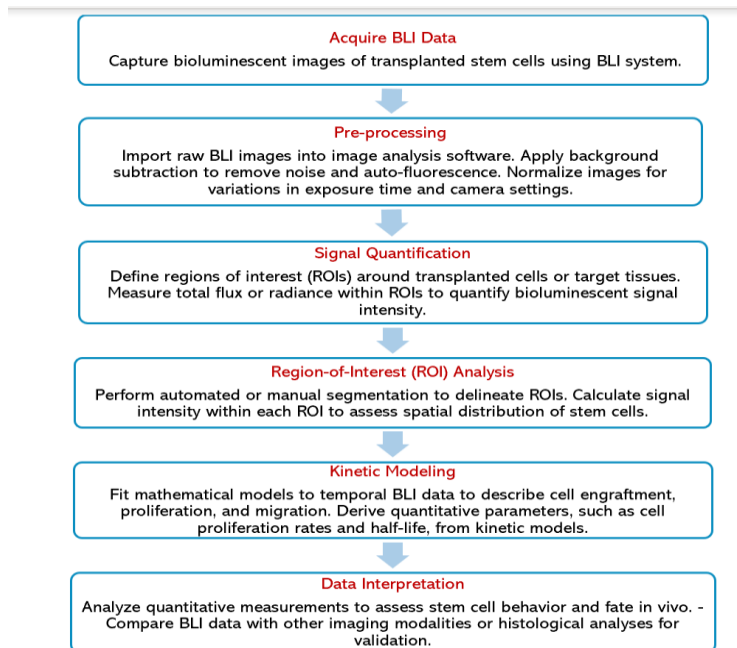 Acquire BLI Data
Capture bioluminescent images of transplanted stem cells using BLI system.
Pre-processing
Import raw BLI images into image analysis software. Apply background
subtraction to remove noise and auto-fluorescence. Normalize images for
variations in exposure time and camera settings.
Signal Quantification
Define regions of interest (ROIs) around transplanted cells or target tissues.
Measure total flux or radiance within ROIs to quantify bioluminescent signal
intensity.
Region-of-Interest (ROI) Analysis
Perform automated or manual segmentation to delineate ROIs. Calculate signal
intensity within each ROI to assess spatial distribution of stem cells.
Kinetic Modeling
Fit mathematical models to temporal BLI data to describe cell engraftment,
proliferation, and migration. Derive quantitative parameters, such as cell
proliferation rates and half-life, from kinetic models.
Data Interpretation
Analyze quantitative measurements to assess stem cell behavior and fate in vivo. -
Compare BLI data with other imaging modalities or histological analyses for
validation.